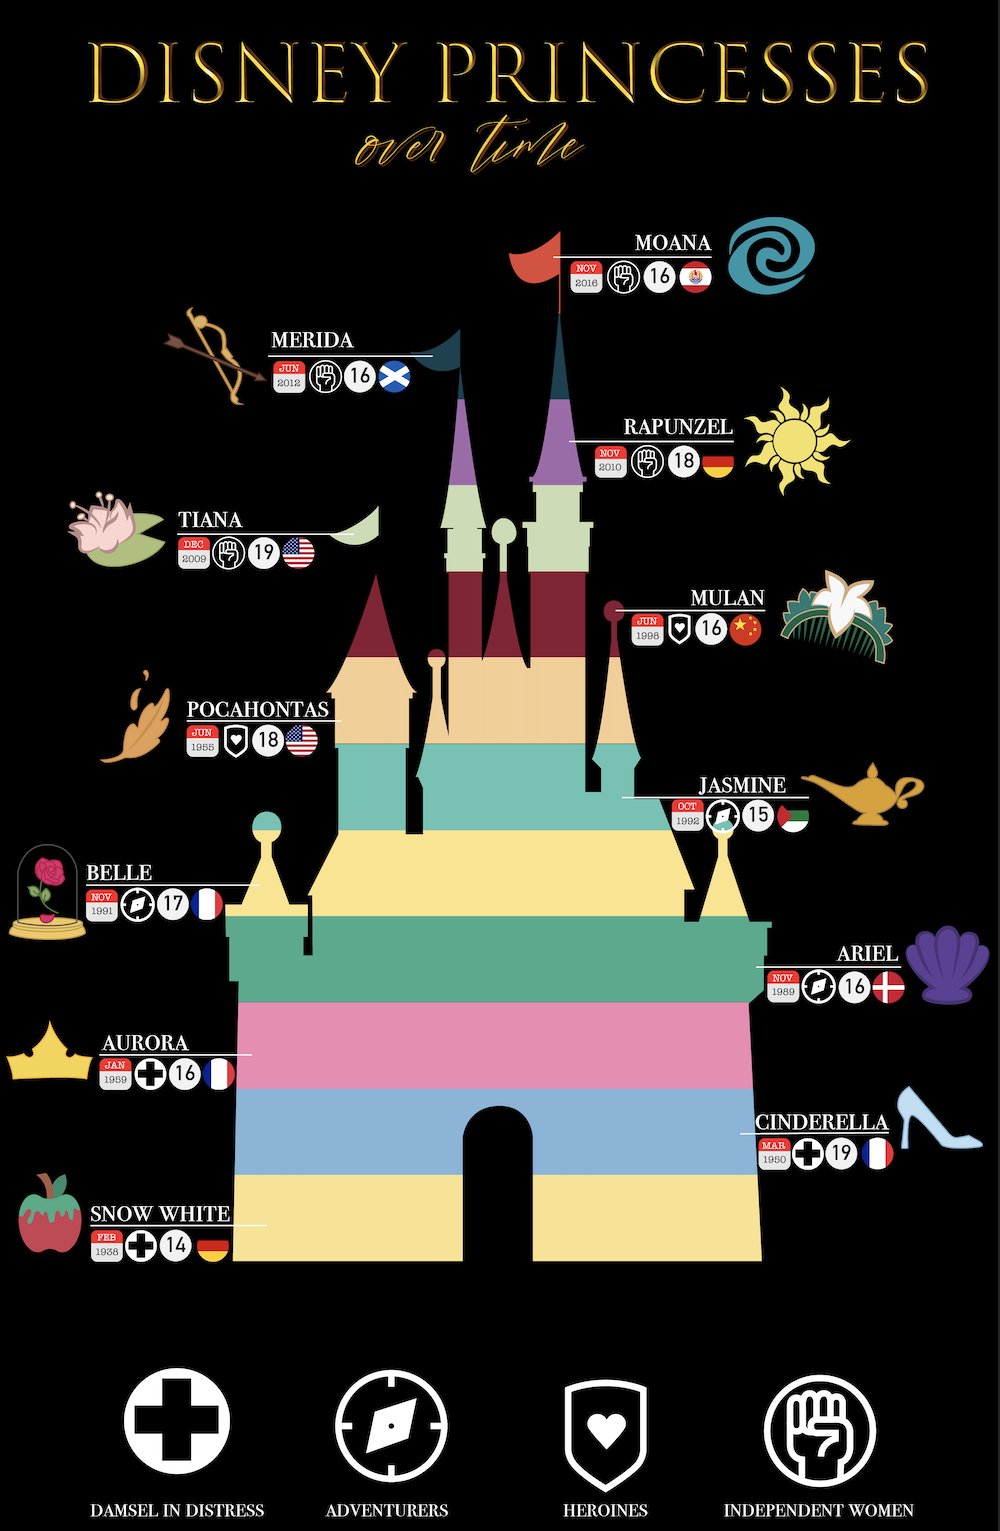 DISNEY PRINCESSES
over time
MOANA
NOV
2016
16
MERIDA
JUN
2012
16
RAPUNZEL
NOV
2010
18
TIANA
DEC
2009
19
MULAN
JUN
1998
16
POCAHONTAS
JUN
1955
18
JASMINE
OCT
1992
15
BELLE
NOV
1991
17
ARIEL
NOV
1989
16
AURORA
JAN
1959
16
CINDERELLA
MAR
1950
19
SNOW WHITE
FEB
1938
14
DAMSEL IN DISTRESS
ADVENTURERS
HEROINES
INDEPENDENT WOMEN